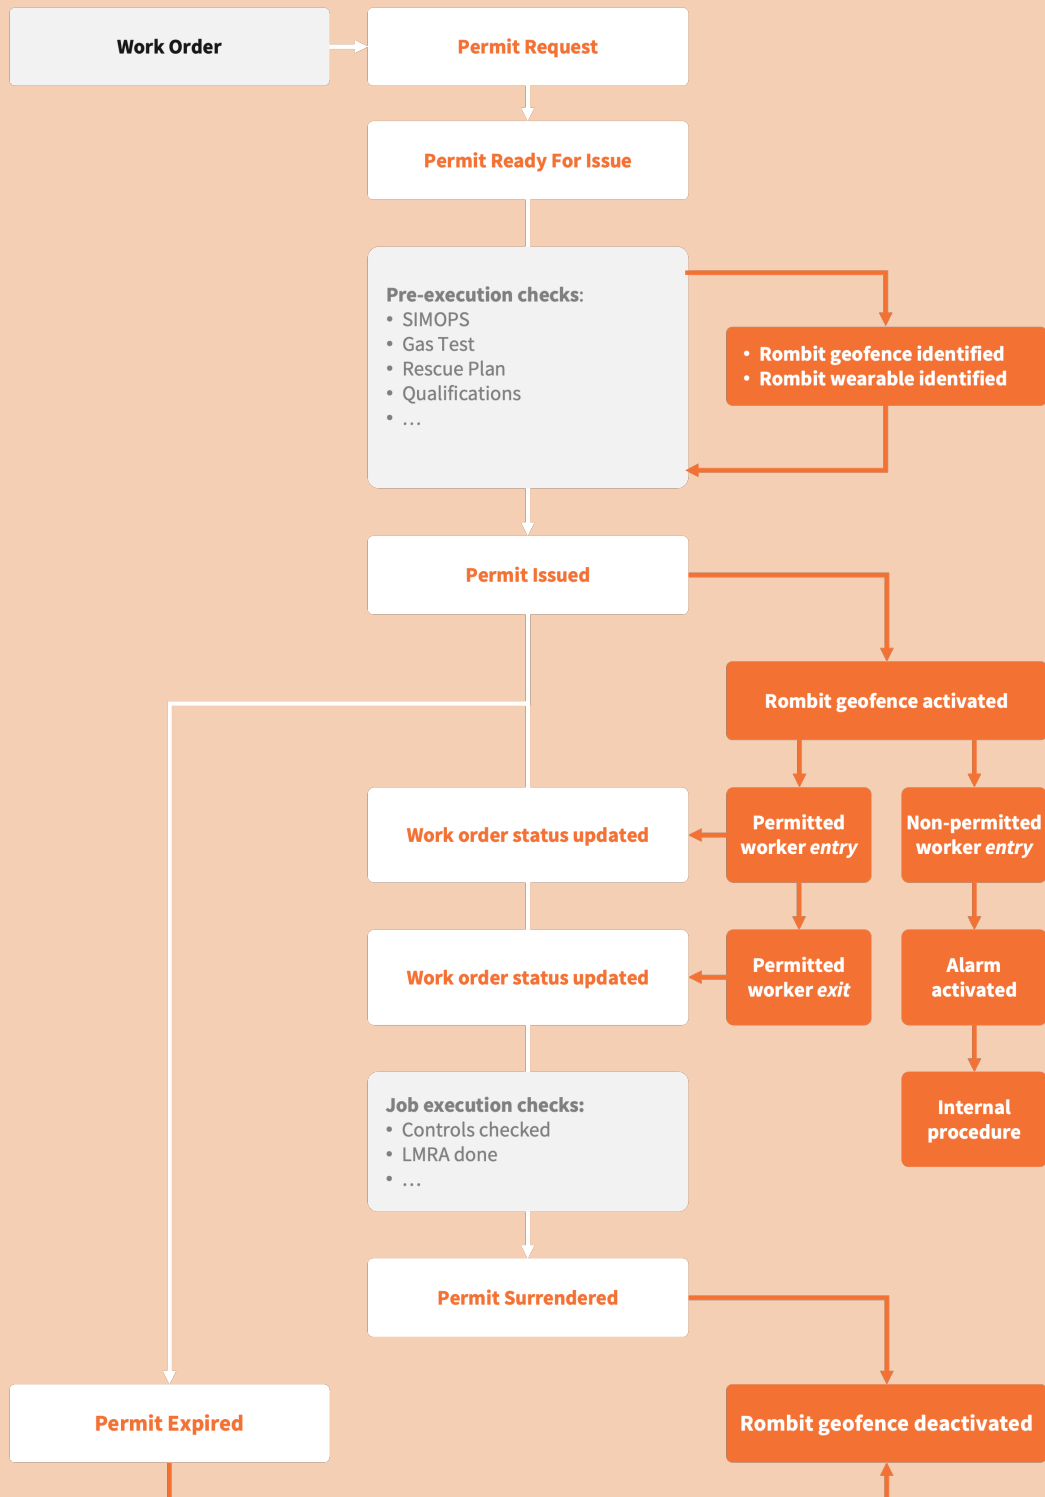 Work Order
Permit Request
Permit Ready For Issue
Pre-execution checks:
• SIMOPS
• Gas Test
• Rescue Plan
• Qualifications
• ...
• Rombit geofence identified
• Rombit wearable identified
Permit Issued
Rombit geofence activated
Work order status updated
Permitted
worker entry
Non-permitted
worker entry
Work order status updated
Permitted
worker exit
Alarm
activated
Job execution checks:
• Controls checked
• LMRA done
• ...
Internal
procedure
Permit Surrendered
Permit Expired
Rombit geofence deactivated